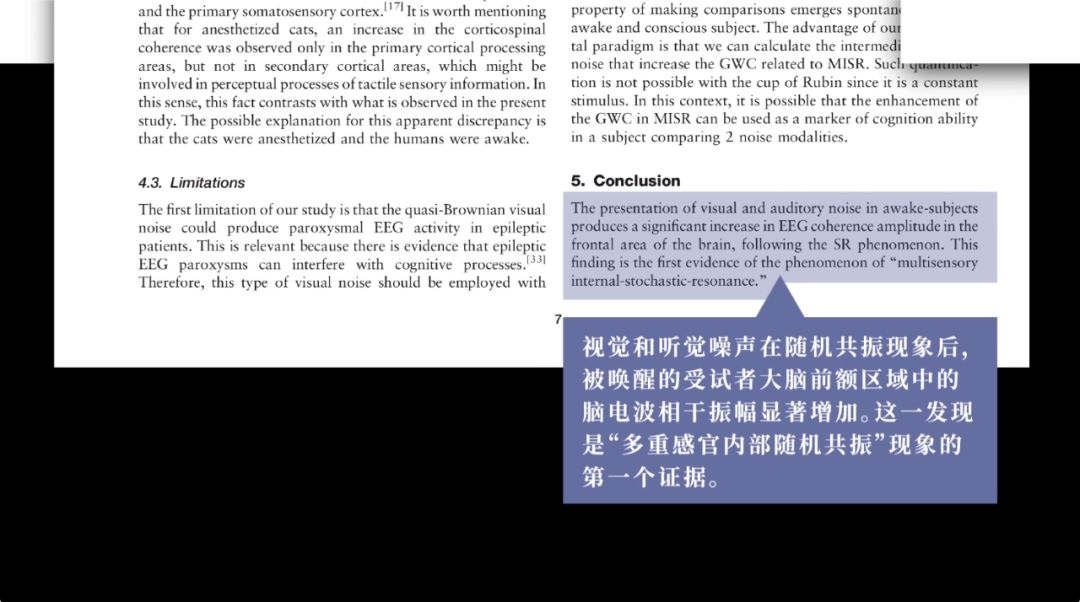 and the primary somatosensory cortex.[17] It is worth mentioning
that for anesthetized cats, an increase in the corticospinal
coherence was observed only in the primary cortical processing
areas, but not in secondary cortical areas, which might be
involved in perceptual processes of tactile sensory information. In
this sense, this fact contrasts with what is observed in the present
study. The possible explanation for this apparent discrepancy is
that the cats were anesthetized and the humans were awake.
4.3. Limitations
The first limitation of our study is that the quasi-Brownian visual
noise could produce paroxysmal EEG activity in epileptic
patients. This is relevant because there is evidence that epileptic
EEG paroxysms can interfere with cognitive processes.[33]
Therefore, this type of visual noise should be employed with
property of making comparisons emerges
awake and conscious subject. The advantage of our
tal paradigm is that we can calculate the
noise that increase the GWC related to MISR. Such quantifica-
tion is not possible with the cup of Rubin since it is a constant
stimulus. In this context, it is possible that the enhancement of
the GWC in MISR can be used as a marker of cognition ability
in a subject comparing 2 noise modalities.
5. Conclusion
The presentation of visual and auditory noise in awake-subjects
produces a significant increase in EEG coherence amplitude in the
frontal area of the brain, following the SR phenomenon. This
finding is the first evidence of the phenomenon of “multisensory
internal-stochastic-resonance.”
7
视觉和听觉噪声在随机共振现象后，
被唤醒的受试者大脑前额区域中的
脑电波相干振幅显著增加。这一发现
是“多重感官内部随机共振”现象的
第一个证据。